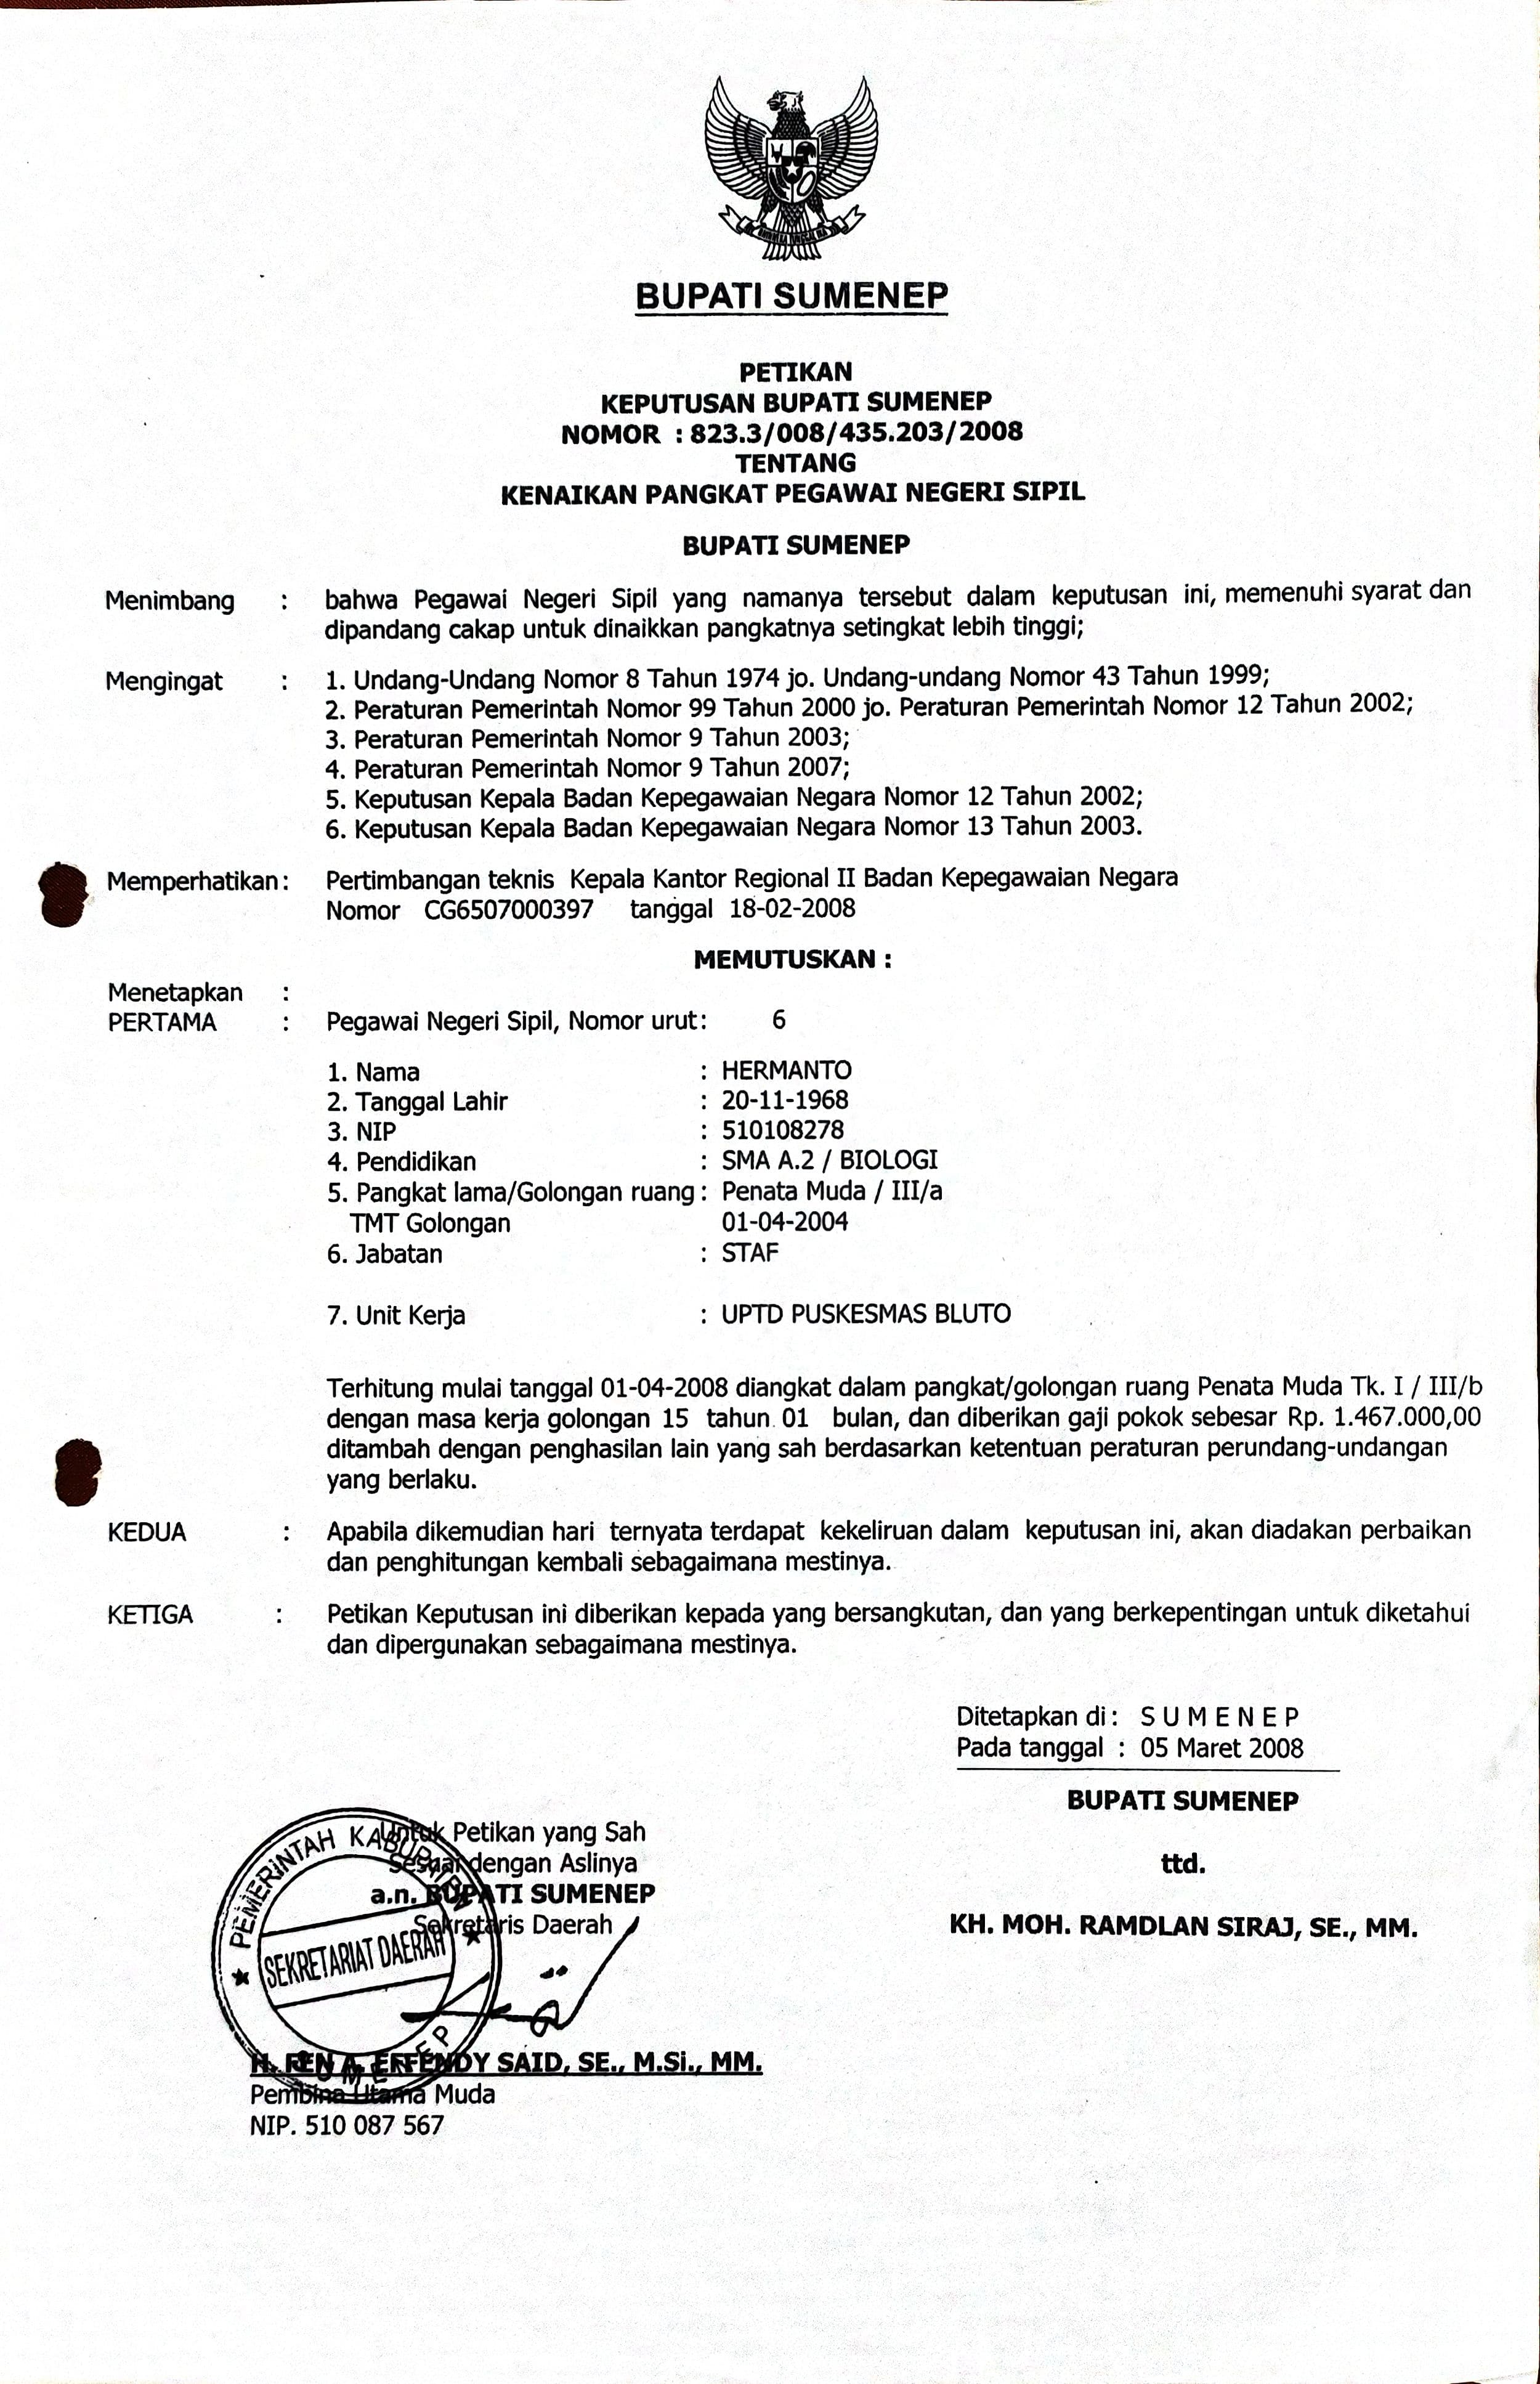 BUPATI SUMENEP
PETIKAN
KEPUTUSAN BUPATI SUMENEP
NOMOR : 823.3/008/435.203/2008
TENTANG
KENAIKAN PANGKAT PEGAWAI NEGERI SIPIL
BUPATI SUMENEP
Menimbang : bahwa Pegawai Negeri Sipil yang namanya tersebut dalam keputusan ini, memenuhi syarat dan
dipandang cakap untuk dinaikkan pangkatnya setingkat lebih tinggi;
Mengingat : 1. Undang-Undang Nomor 8 Tahun 1974 jo. Undang-undang Nomor 43 Tahun 1999;
2. Peraturan Pemerintah Nomor 99 Tahun 2000 jo. Peraturan Pemerintah Nomor 12 Tahun 2002;
3. Peraturan Pemerintah Nomor 9 Tahun 2003;
4. Peraturan Pemerintah Nomor 9 Tahun 2007;
5. Keputusan Kepala Badan Kepegawaian Negara Nomor 12 Tahun 2002;
6. Keputusan Kepala Badan Kepegawaian Negara Nomor 13 Tahun 2003.
Memperhatikan : Pertimbangan teknis Kepala Kantor Regional II Badan Kepegawaian Negara
Nomor CG6507000397 tanggal 18-02-2008
MEMUTUSKAN :
Menetapkan :
PERTAMA : Pegawai Negeri Sipil, Nomor urut : 6
1. Nama : HERMANTO
2. Tanggal Lahir : 20-11-1968
3. NIP : 510108278
4. Pendidikan : SMA A.2 / BIOLOGI
5. Pangkat lama/Golongan ruang : Penata Muda / III/a
TMT Golongan 01-04-2004
6. Jabatan : STAF
7. Unit Kerja : UPTD PUSKESMAS BLUTO
Terhitung mulai tanggal 01-04-2008 diangkat dalam pangkat/golongan ruang Penata Muda Tk. I / III/b
dengan masa kerja golongan 15 tahun 01 bulan, dan diberikan gaji pokok sebesar Rp. 1.467.000,00
ditambah dengan penghasilan lain yang sah berdasarkan ketentuan peraturan perundang-undangan
yang berlaku.
KEDUA : Apabila dikemudian hari ternyata terdapat kekeliruan dalam keputusan ini, akan diadakan perbaikan
dan penghitungan kembali sebagaimana mestinya.
KETIGA : Petikan Keputusan ini diberikan kepada yang bersangkutan, dan yang berkepentingan untuk diketahui
dan dipergunakan sebagaimana mestinya.
Ditetapkan di : S U M E N E P
Pada tanggal : 05 Maret 2008
BUPATI SUMENEP
ttd.
KH. MOH. RAMDLAN SIRAJ, SE., MM.
Untuk Petikan yang Sah
Sesuai dengan Aslinya
a.n. BUPATI SUMENEP
Sekretaris Daerah
PEMERINTAH KABUPATEN
SEKRETARIAT DAERAH
SUMENEP
EFFENDY SAID, SE., M.Si., MM.
Pembina Utama Muda
NIP. 510 087 567